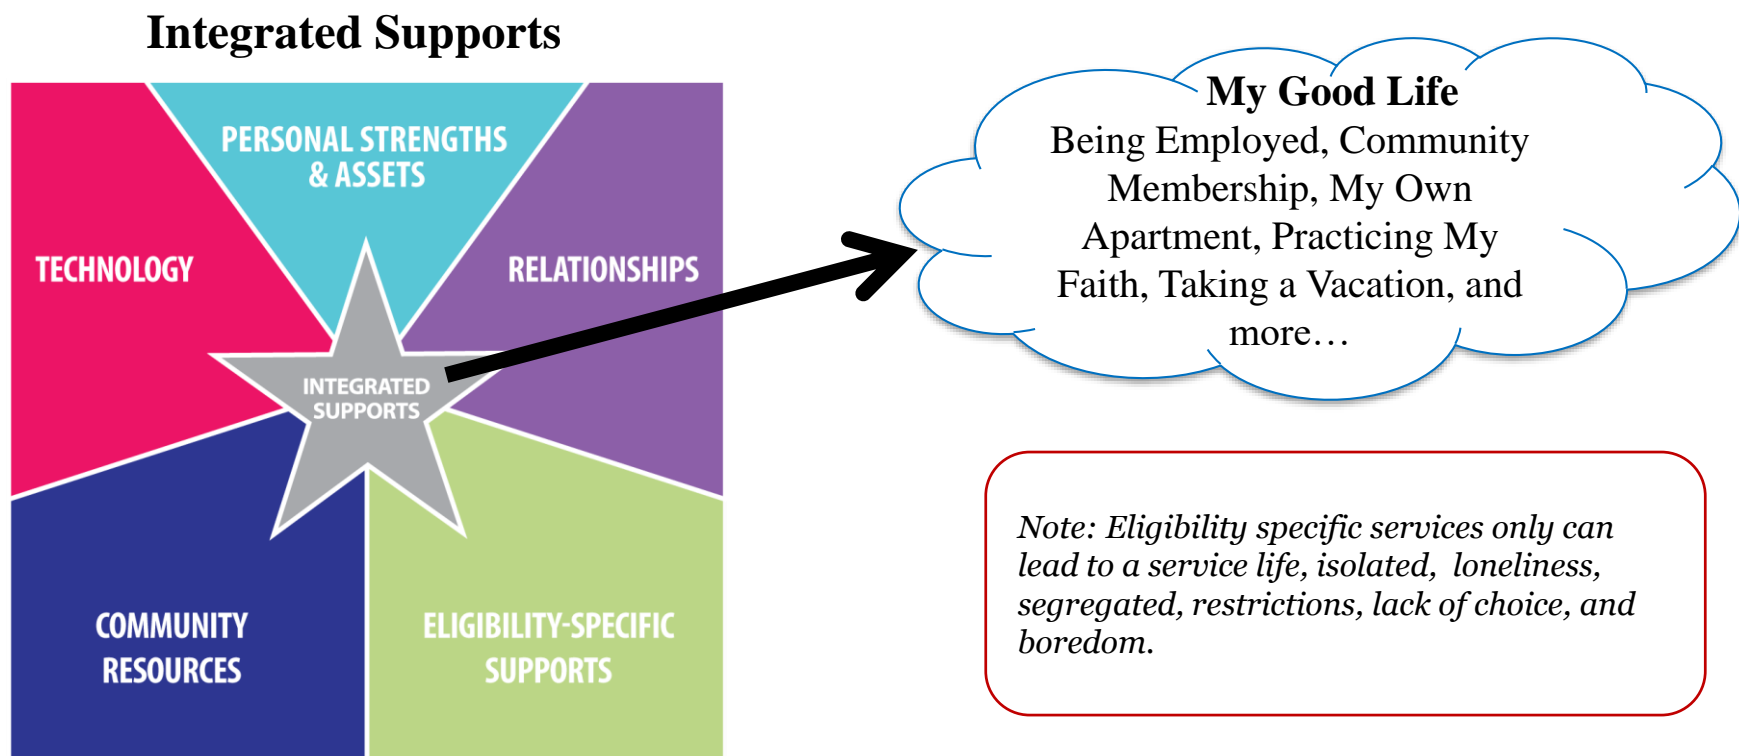 Integrated Supports
PERSONAL STRENGTHS
& ASSETS
TECHNOLOGY
RELATIONSHIPS
INTEGRATED
SUPPORTS
COMMUNITY
RESOURCES
ELIGIBILITY-SPECIFIC
SUPPORTS
My Good Life
Being Employed, Community
Membership, My Own
Apartment, Practicing My
Faith, Taking a Vacation, and
more…
Note: Eligibility specific services only can
lead to a service life, isolated, loneliness,
segregated, restrictions, lack of choice, and
boredom.